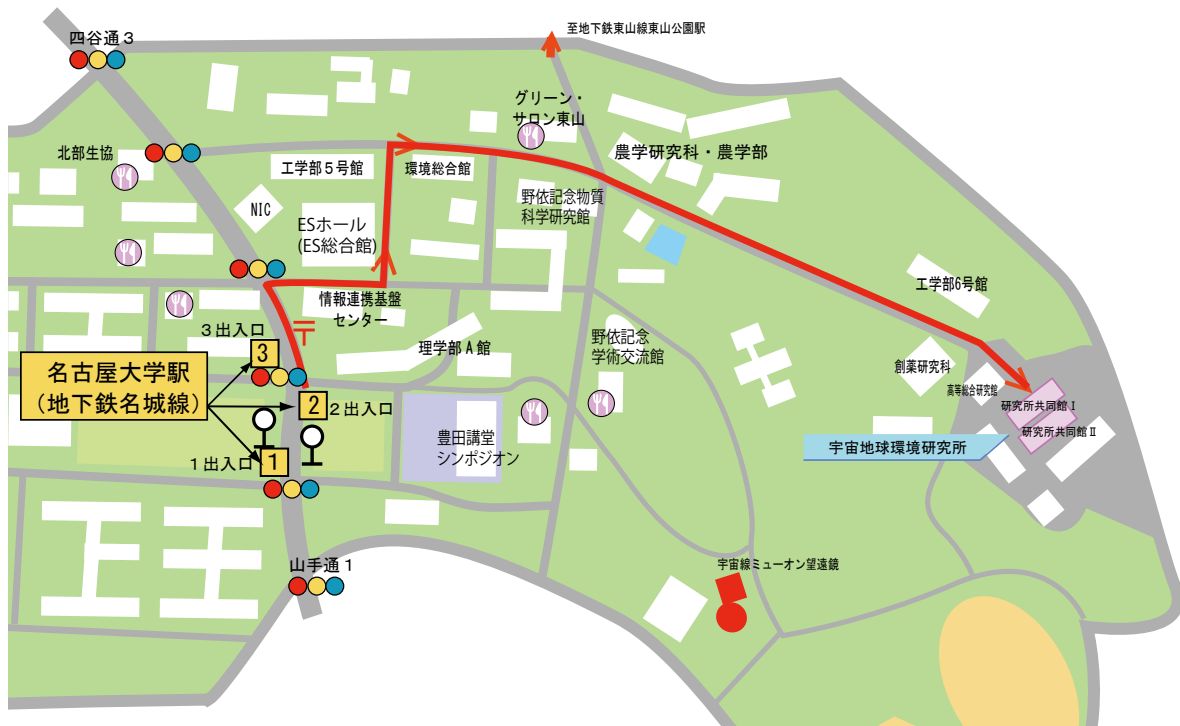 四谷通3
至地下鉄東山線東山公園駅
グリーン・
サロン東山
北部生協
工学部5号館
環境総合館
農学研究科・農学部
NIC
ESホール
(ES総合館)
野依記念物質
科学研究館
工学部6号館
情報連携基盤
センター
〒
3出入口
理学部A館
野依記念
学術交流館
名古屋大学駅
(地下鉄名城線)
3
2
2出入口
1出入口
1
創薬研究科
高等総合研究館
研究所共同館Ⅰ
研究所共同館Ⅱ
豊田講堂
シンポジオン
宇宙地球環境研究所
山手通1
宇宙線ミューオン望遠鏡